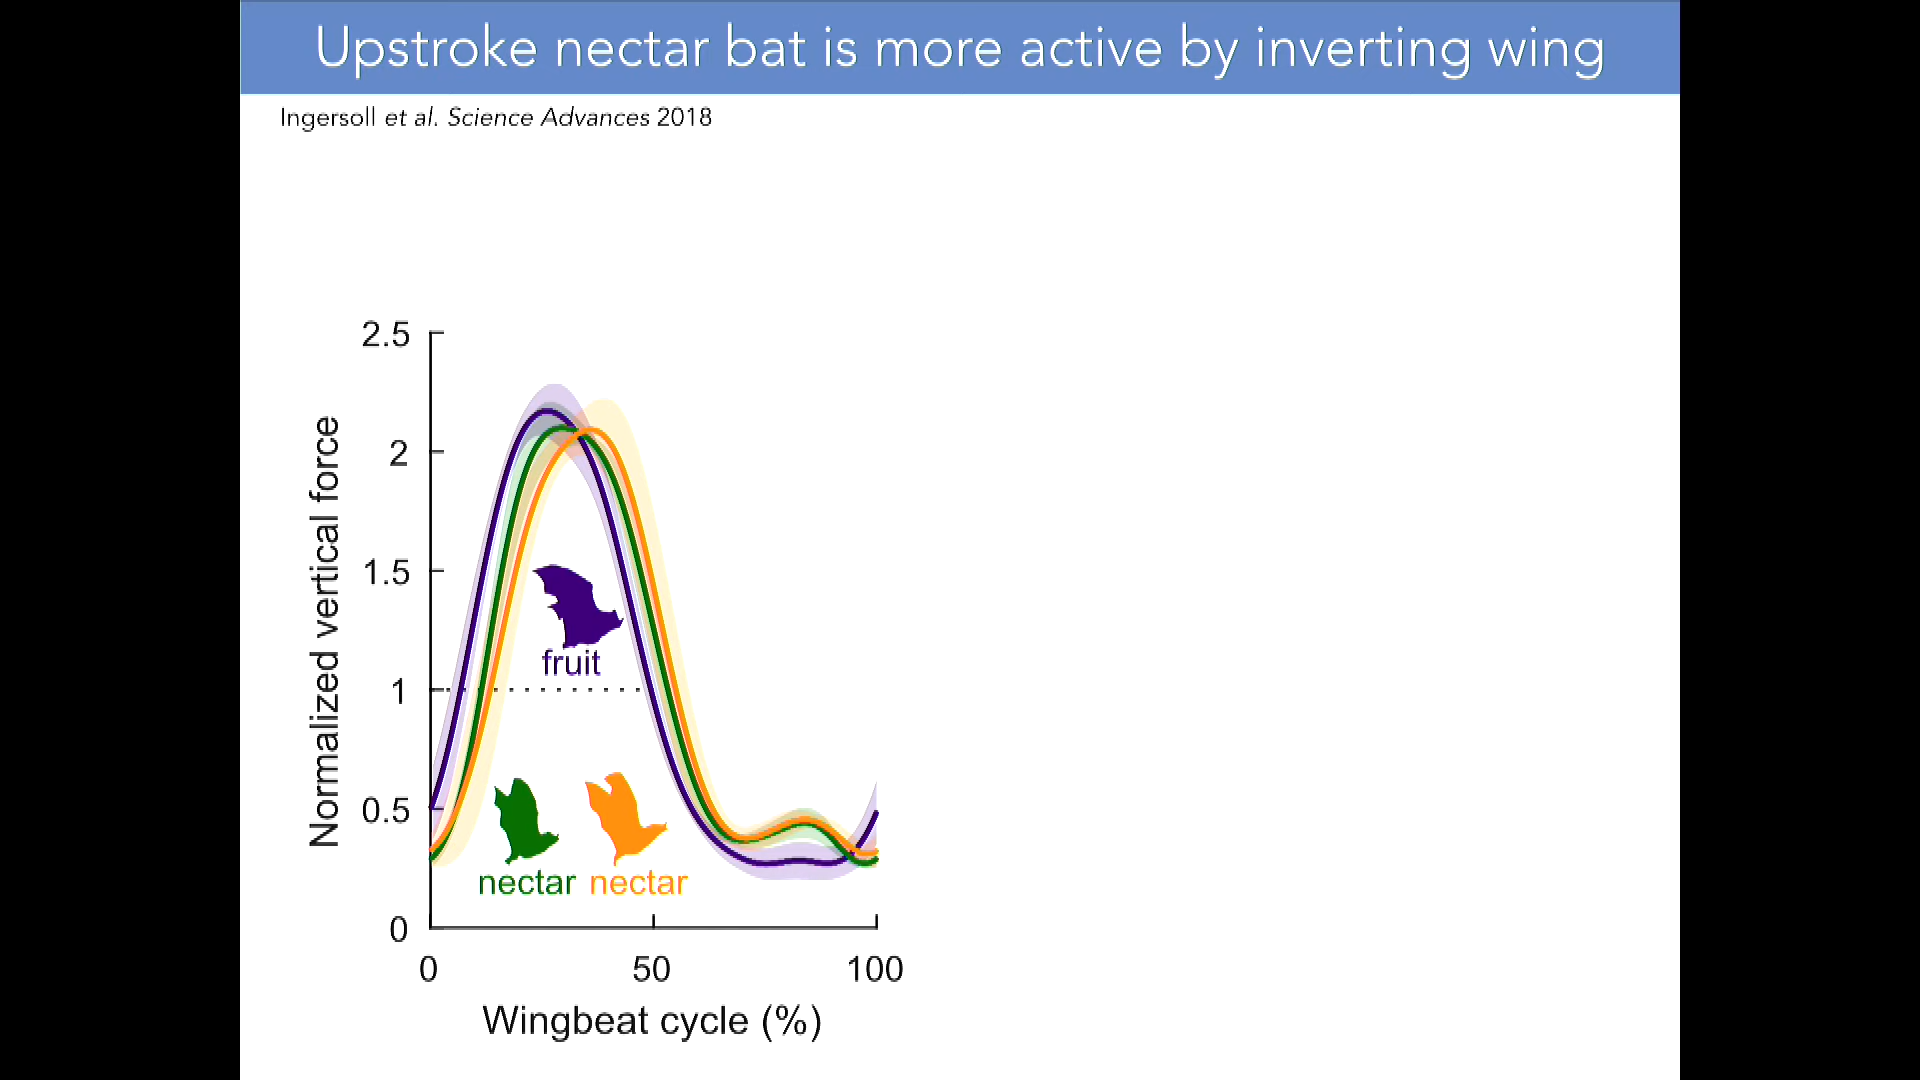 Upstroke nectar bat is more active by inverting wing
Ingersoll et al. Science Advances 2018
2.5
2
1.5
1
0.5
0
Normalized vertical force
fruit
nectar nectar
0 50 100
Wingbeat cycle (%)